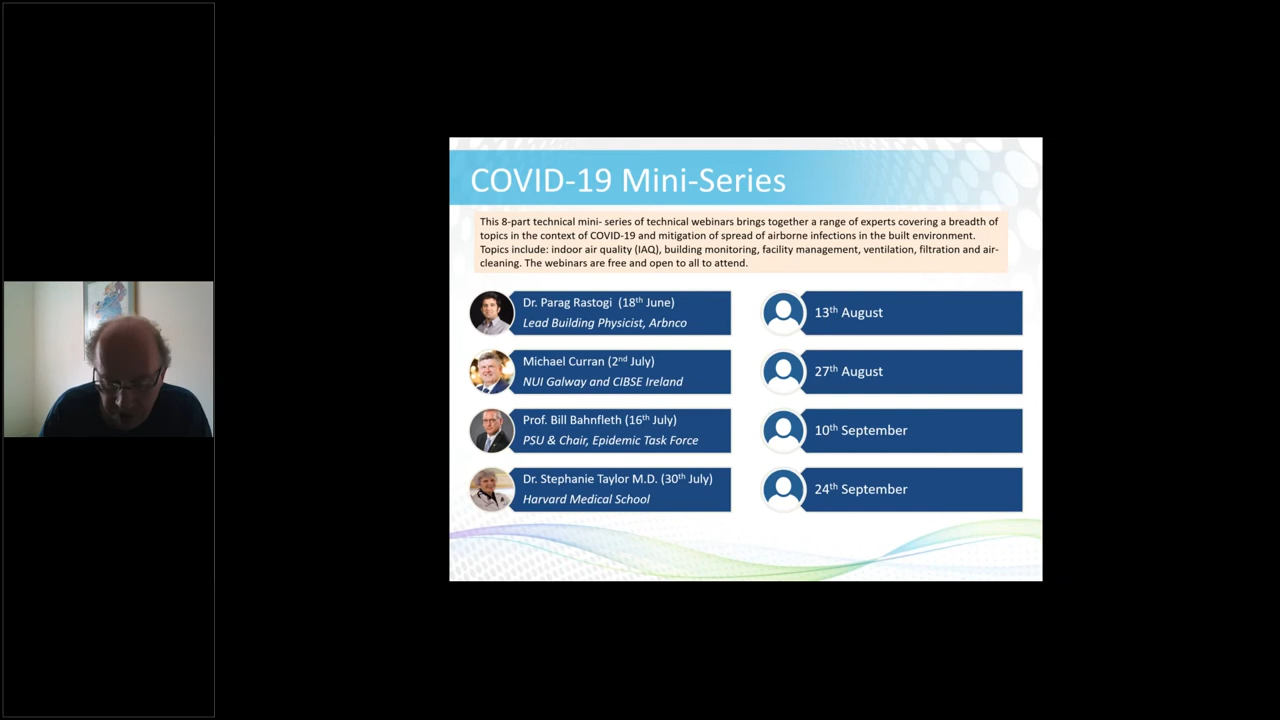 COVID-19 Mini-Series
This 8-part technical mini- series of technical webinars brings together a range of experts covering a breadth of
topics in the context of COVID-19 and mitigation of spread of airborne infections in the built environment.
Topics include: indoor air quality (IAQ), building monitoring, facility management, ventilation, filtration and air-
cleaning. The webinars are free and open to all to attend.
Dr. Parag Rastogi (18th June)
Lead Building Physicist, Arbnco
Michael Curran (2nd July)
NUI Galway and CIBSE Ireland
Prof. Bill Bahnfleth (16th July)
PSU & Chair, Epidemic Task Force
Dr. Stephanie Taylor M.D. (30th July)
Harvard Medical School
13th August
27th August
10th September
24th September